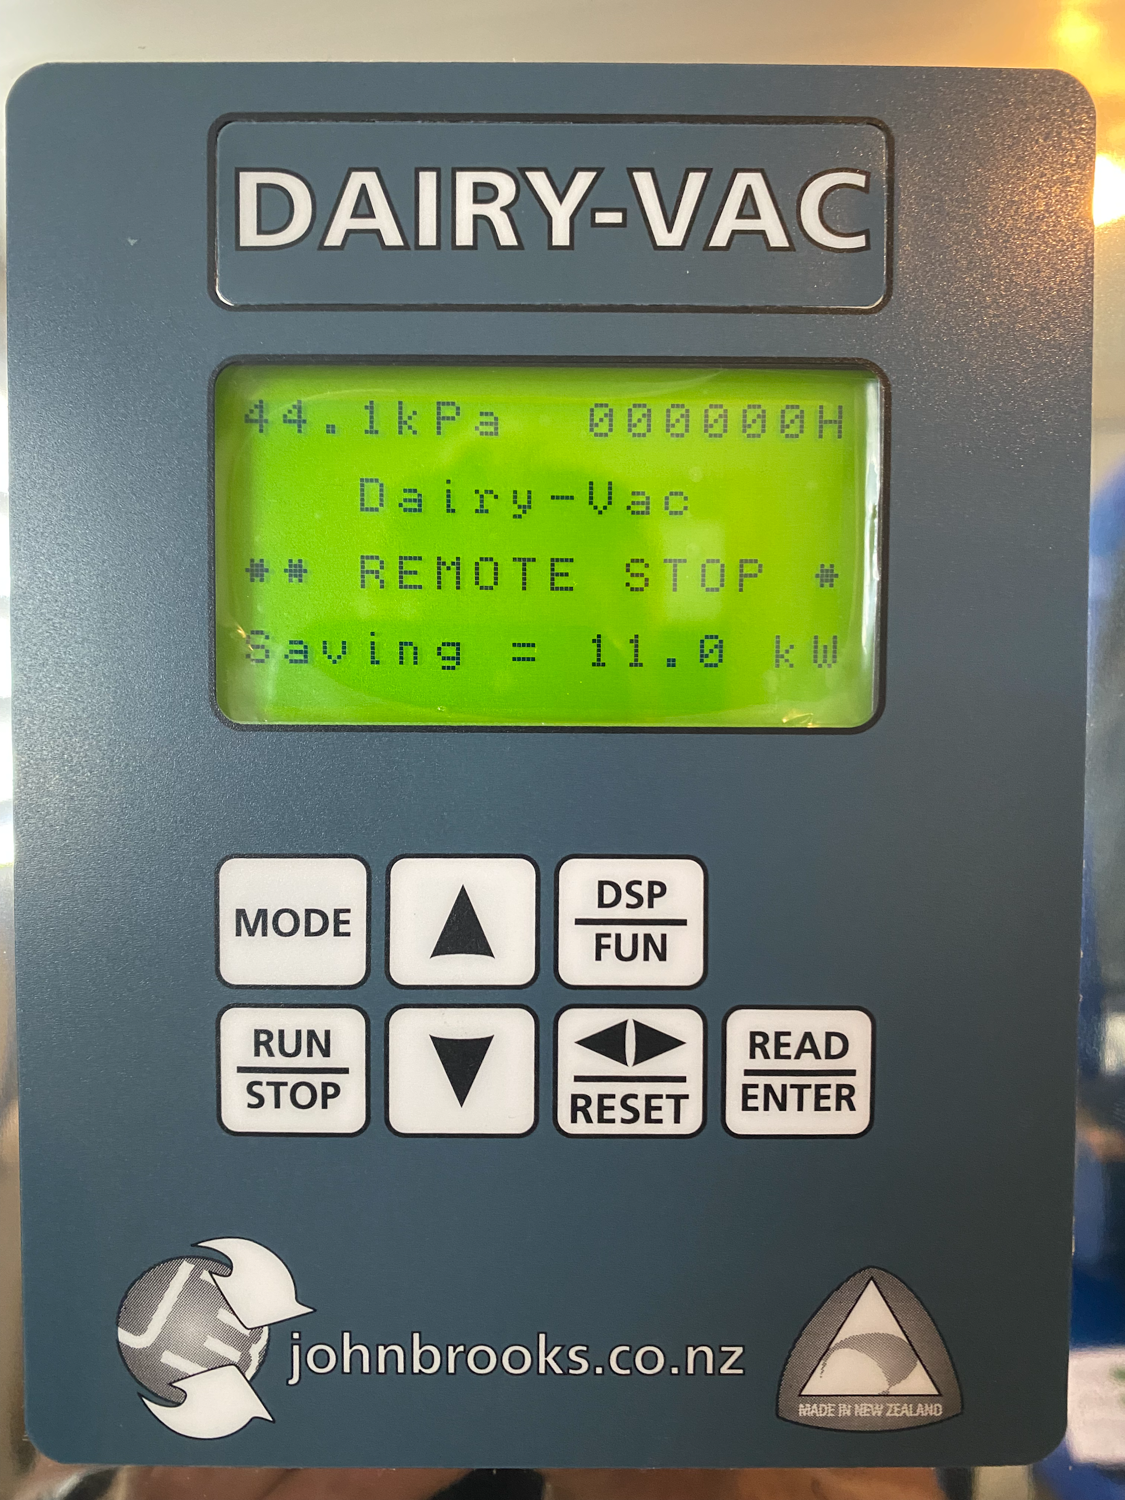 DAIRY-VAC
44.1kPa 000000H
Dairy-Vac
** REMOTE STOP *
Saving = 11.0 kW
MODE
DSP
FUN
RUN
STOP
RESET
READ
ENTER
johnbrooks.co.nz
MADE IN NEW ZEALAND